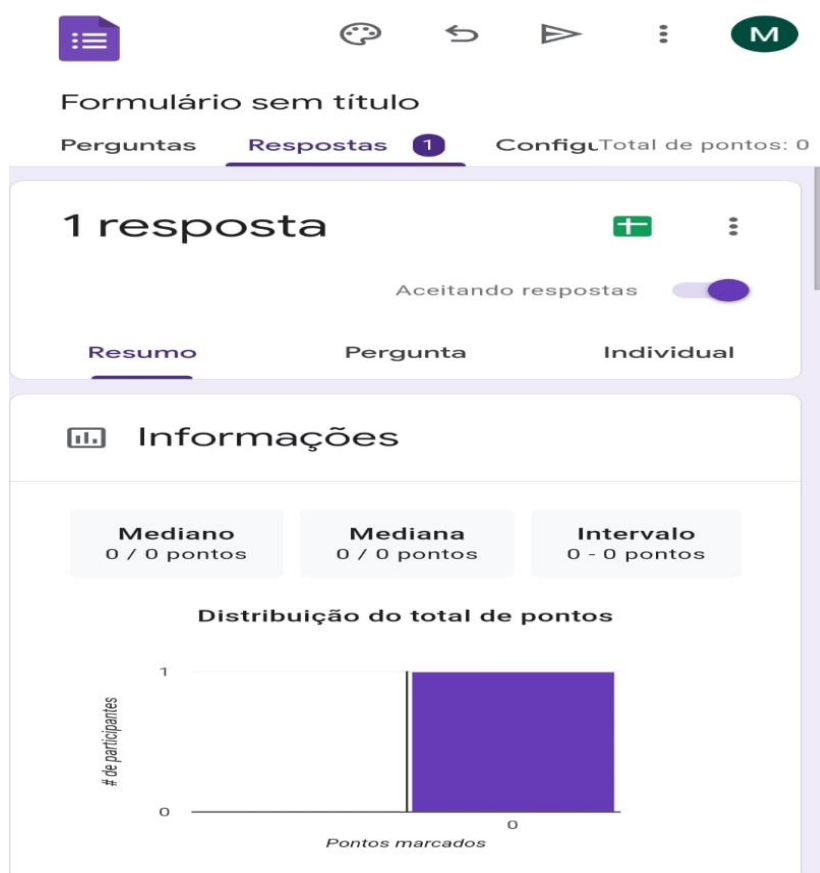 M
Formulário sem título
Perguntas Respostas 1 Configu Total de pontos: 0
1 resposta
Aceitando respostas
Resumo Pergunta Individual
Informações
Mediano Mediana Intervalo
0 / 0 pontos 0 / 0 pontos 0 - 0 pontos
Distribuição do total de pontos
1
# de participantes
0
0
Pontos marcados